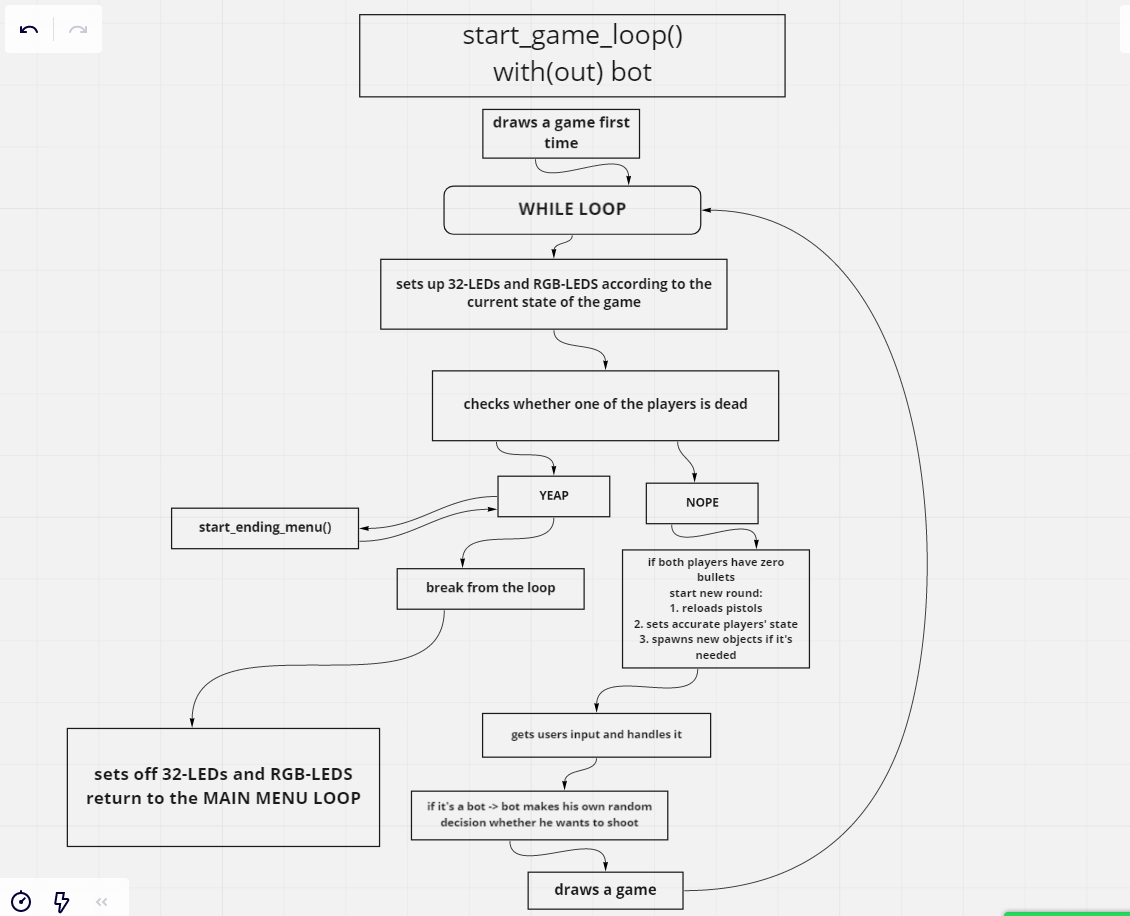 start_game_loop()
with(out) bot
draws a game first
time
WHILE LOOP
sets up 32-LEDs and RGB-LEDS according to the
current state of the game
checks whether one of the players is dead
YEAP
NOPE
start_ending_menu()
if both players have zero
bullets
start new round:
1. reloads pistols
2. sets accurate players' state
3. spawns new objects if it's
needed
break from the loop
gets users input and handles it
sets off 32-LEDs and RGB-LEDS
return to the MAIN MENU LOOP
if it's a bot -> bot makes his own random
decision whether he wants to shoot
draws a game